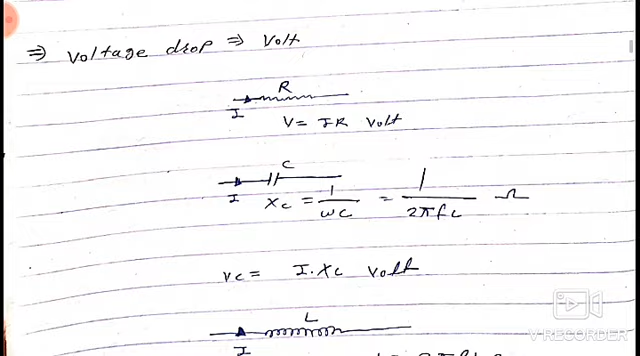 ⇒ Voltage drop ⇒ Volt
R
I
V = IR Volt
C
I
Xc = 1/ωC = 1/2πfC Ω
Vc = I.Xc Volt
L
I
V RECORDER